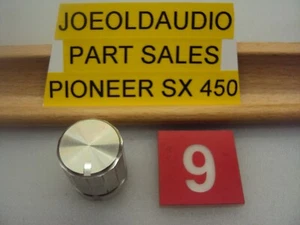 JOEOLDAUDIO
PART SALES
PIONEER SX 450
9